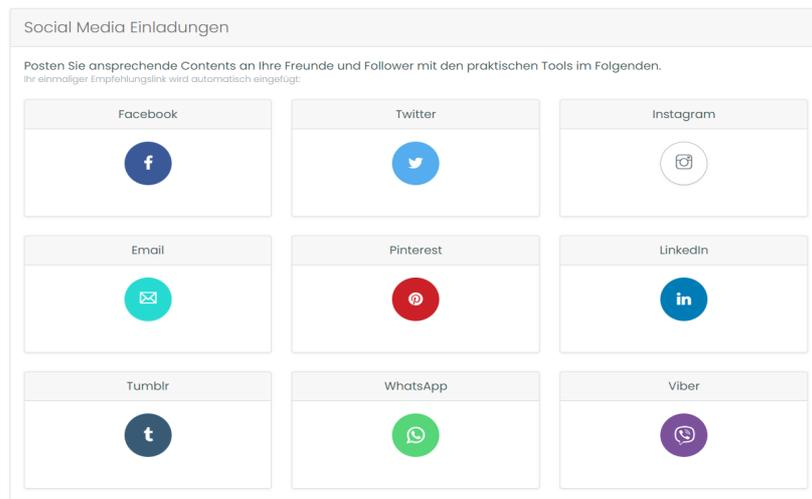 Social Media Einladungen
Posten Sie ansprechende Contents an Ihre Freunde und Follower mit den praktischen Tools im Folgenden.
Ihr einmaliger Empfehlungslink wird automatisch eingefügt:
Facebook
Twitter
Instagram
Email
Pinterest
LinkedIn
Tumblr
WhatsApp
Viber